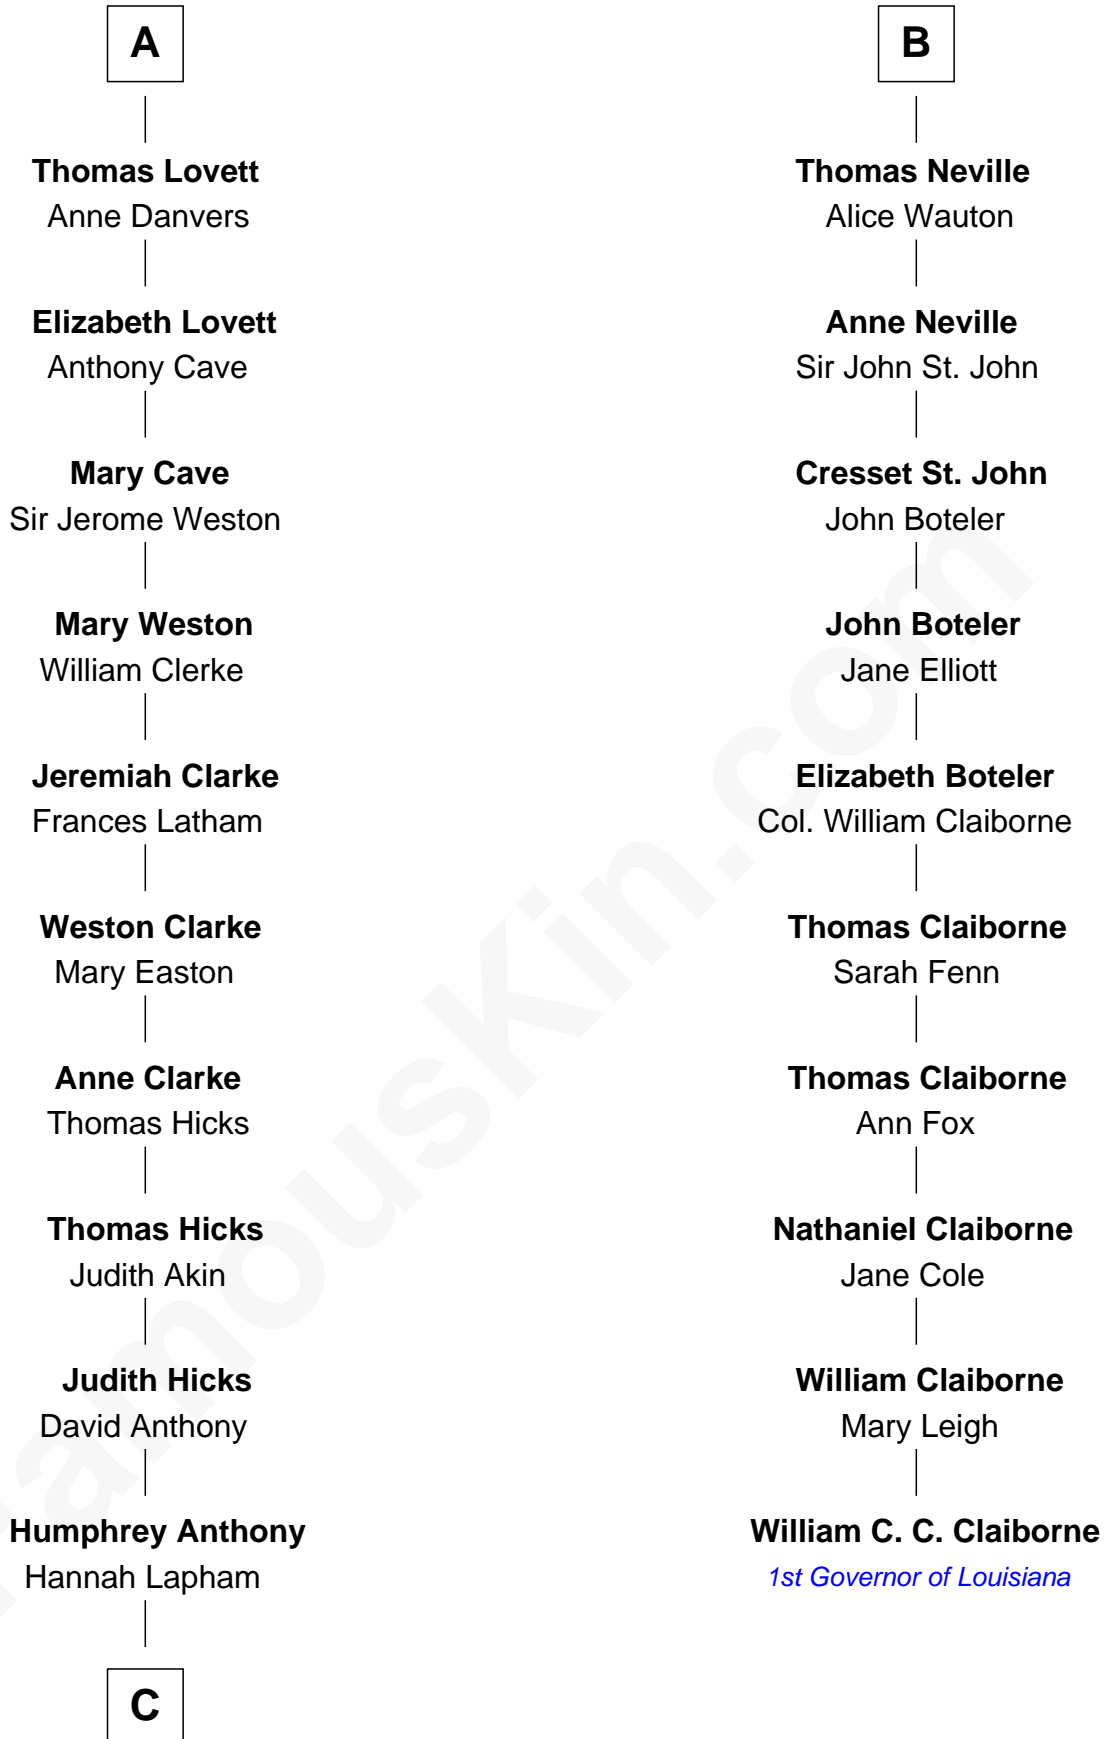 A
Thomas Lovett
Anne Danvers
Elizabeth Lovett
Anthony Cave
Mary Cave
Sir Jerome Weston
Mary Weston
William Clerke
Jeremiah Clarke
Frances Latham
Weston Clarke
Mary Easton
Anne Clarke
Thomas Hicks
Thomas Hicks
Judith Akin
Judith Hicks
David Anthony
Humphrey Anthony
Hannah Lapham
C
B
Thomas Neville
Alice Wauton
Anne Neville
Sir John St. John
Cresset St. John
John Boteler
John Boteler
Jane Elliott
Elizabeth Boteler
Col. William Claiborne
Thomas Claiborne
Sarah Fenn
Thomas Claiborne
Ann Fox
Nathaniel Claiborne
Jane Cole
William Claiborne
Mary Leigh
William C. C. Claiborne
1st Governor of Louisiana
FamousKin.com